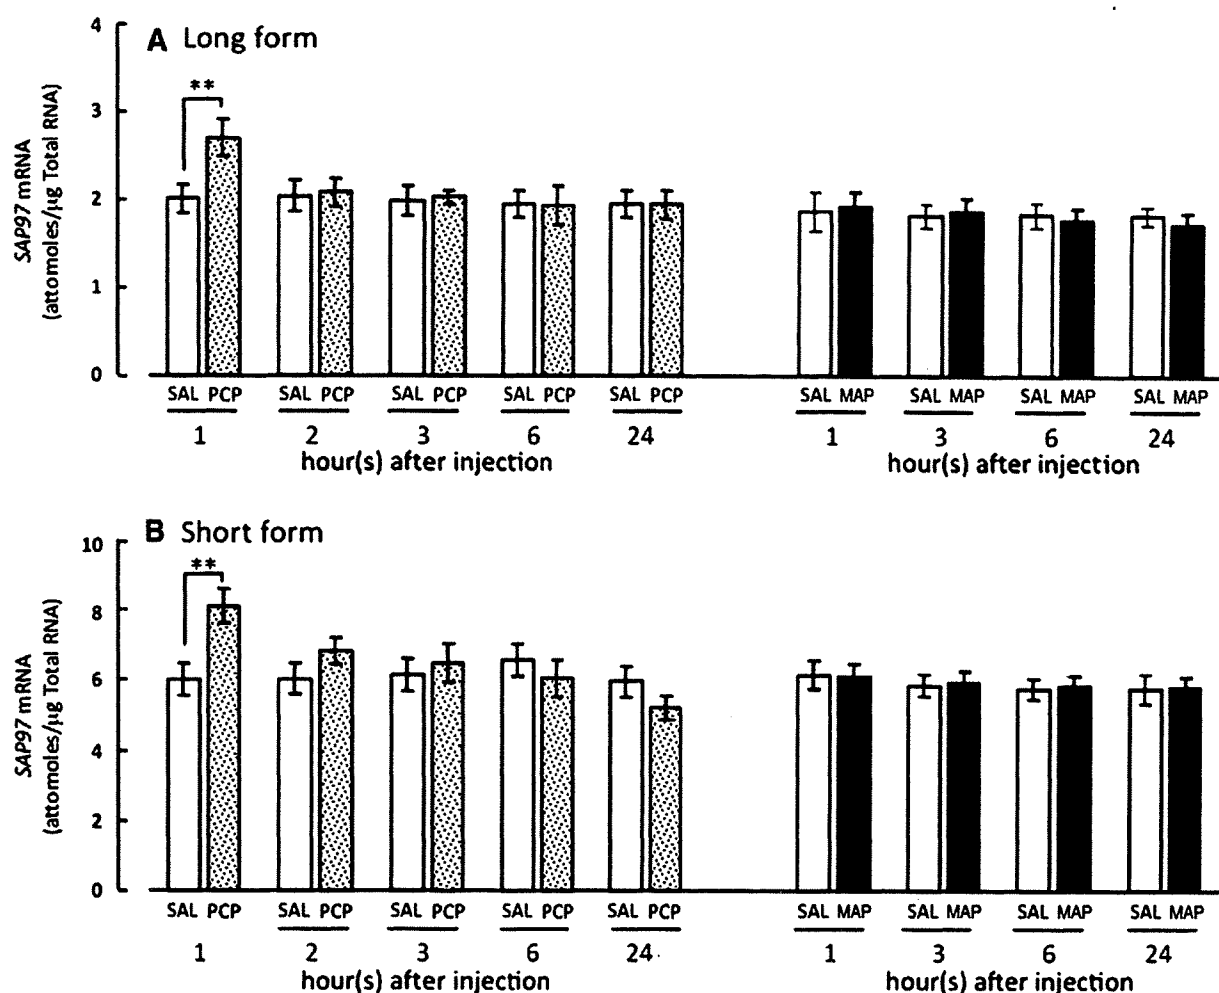 A Long form
4
3
2
1
0
SAP97 mRNA
(attomoles/μg Total RNA)
**
SAL PCP SAL PCP SAL PCP SAL PCP SAL PCP SAL MAP SAL MAP SAL MAP SAL MAP
1 2 3 6 24 1 3 6 24
hour(s) after injection hour(s) after injection
B Short form
10
8
6
4
2
0
SAP97 mRNA
(attomoles/μg Total RNA)
**
SAL PCP SAL PCP SAL PCP SAL PCP SAL PCP SAL MAP SAL MAP SAL MAP SAL MAP
1 2 3 6 24 1 3 6 24
hour(s) after injection hour(s) after injection